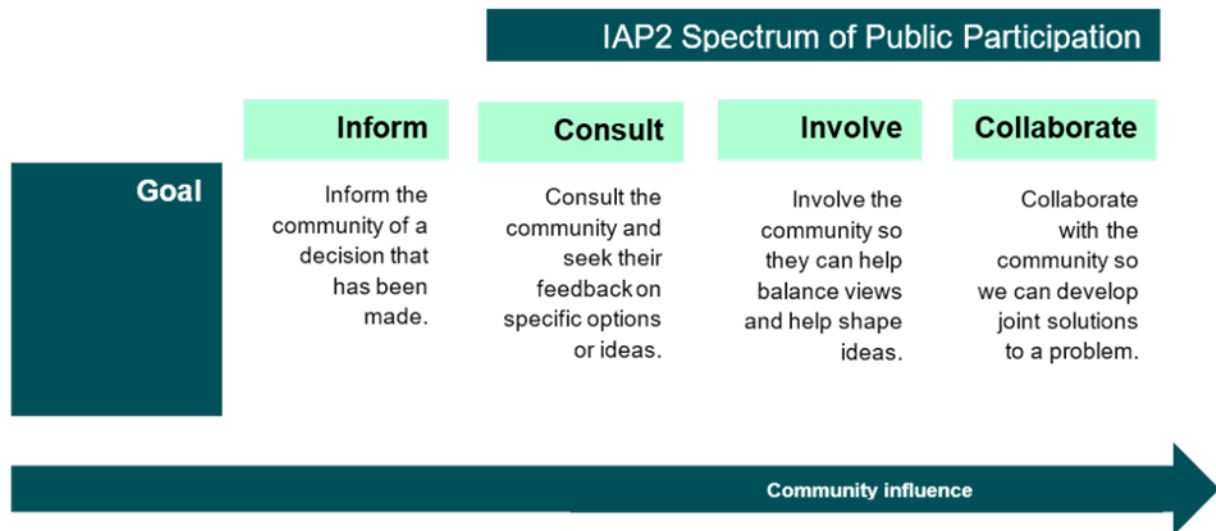 IAP2 Spectrum of Public Participation
Inform
Consult
Involve
Collaborate
Goal
Inform the
community of a
decision that
has been
made.
Consult the
community and
seek their
feedback on
specific options
or ideas.
Involve the
community so
they can help
balance views
and help shape
ideas.
Collaborate
with the
community so
we can develop
joint solutions
to a problem.
Community influence